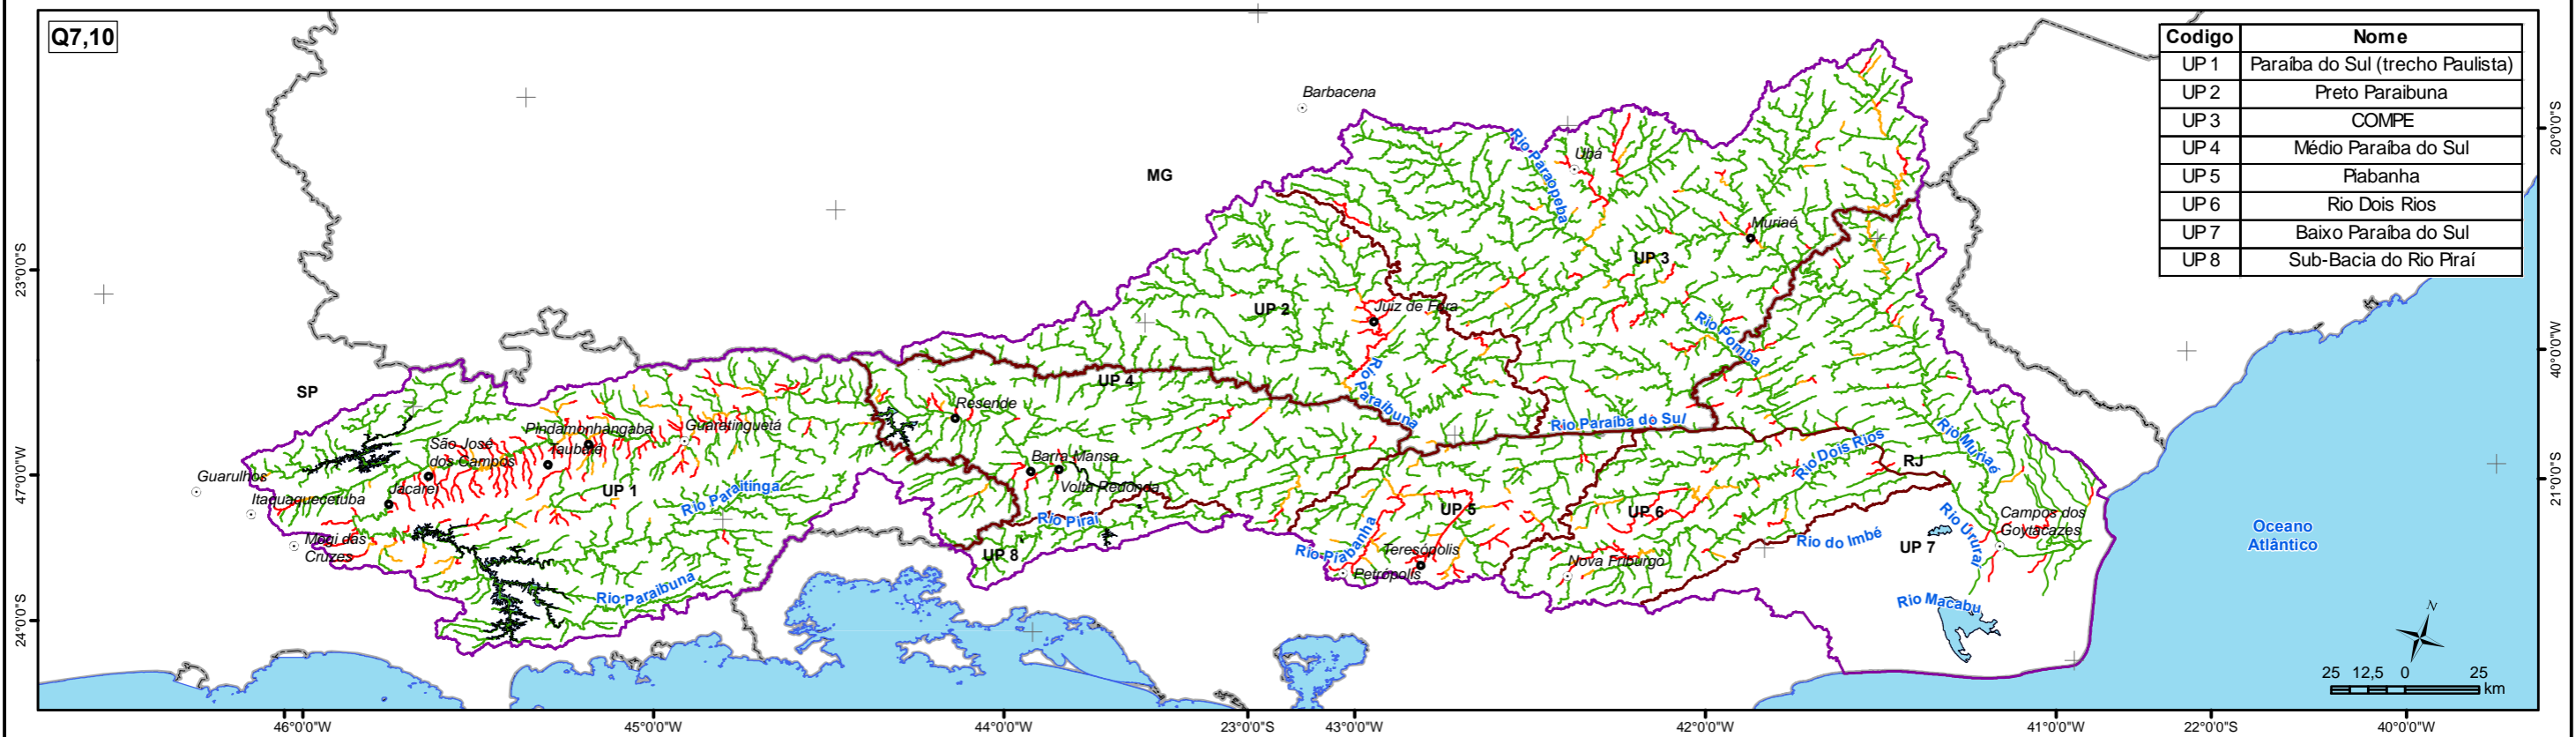 Q7,10
Codigo Nome
UP 1 Paraíba do Sul (trecho Paulista)
UP 2 Preto Paraibuna
UP 3 COMPE
UP 4 Médio Paraíba do Sul
UP 5 Piabanha
UP 6 Rio Dois Rios
UP 7 Baixo Paraíba do Sul
UP 8 Sub-Bacia do Rio Piraí
Barbacena
20°0'0"S
Rio Paraopeba
Ubá
MG
Muriaé
23°0'0"S
UP 3
UP 2
Juiz de Fora
Rio Pomba
40°0'0"W
Rio
Paraibuna
UP 4
SP
Resende
Rio Paraíba do Sul
Guaratinguetá
Pindamonhangaba
São José
dos Campos
Taubaté
Rio Muriaé
Rio Dois Rios
RJ
Barra Mansa
Volta Redonda
47°0'0"W
21°0'0"S
Guarulhos
Itaquaquecetuba
Jacareí
UP 1
Rio Paraitinga
Rio Piraí
UP 5
UP 6
Rio Ururaí
Campos dos
Goytacazes
Oceano
Atlântico
Mogi das
Cruzes
UP 8
Rio Piabanha
Teresópolis
Petrópolis
Nova Friburgo
Rio do Imbé
UP 7
Rio Paraibuna
Rio Macabu
24°0'0"S
N
25 12,5 0 25
km
46°0'0"W 45°0'0"W 44°0'0"W 23°0'0"S 43°0'0"W 42°0'0"W 41°0'0"W 22°0'0"S 40°0'0"W